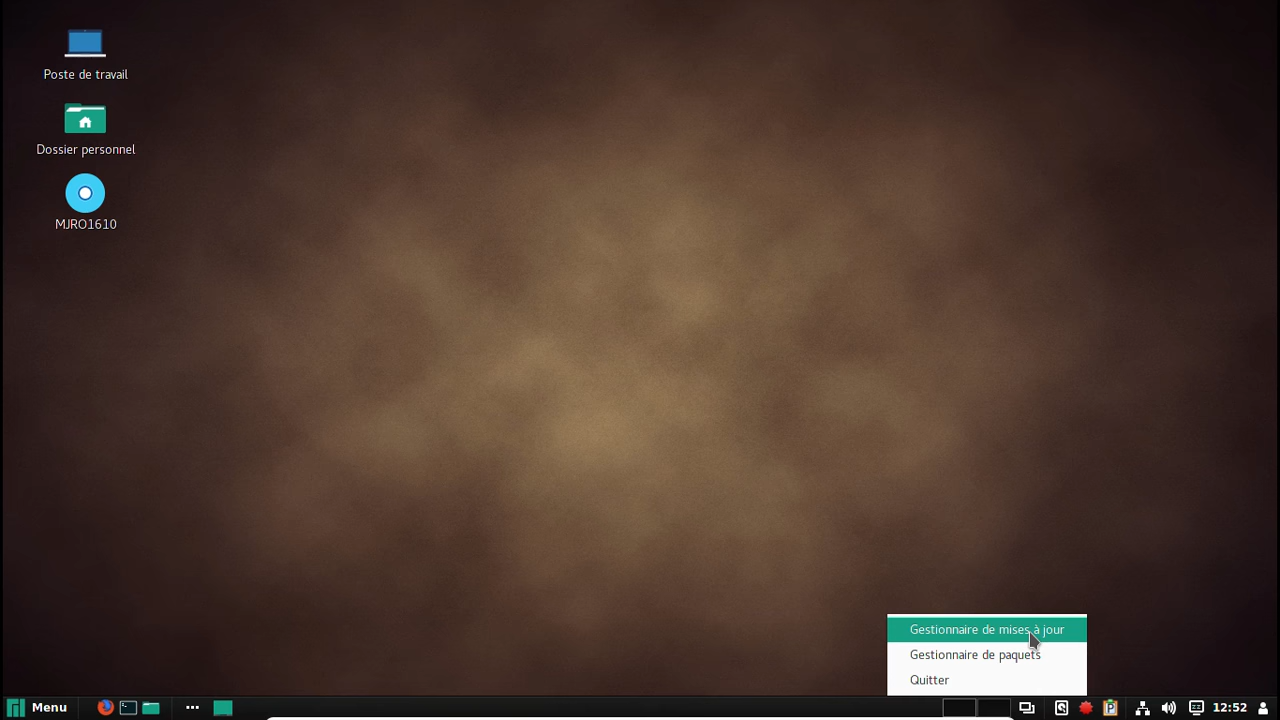 Poste de travail
Dossier personnel
MJRO1610
Gestionnaire de mises à jour
Gestionnaire de paquets
Quitter
Menu
12:52